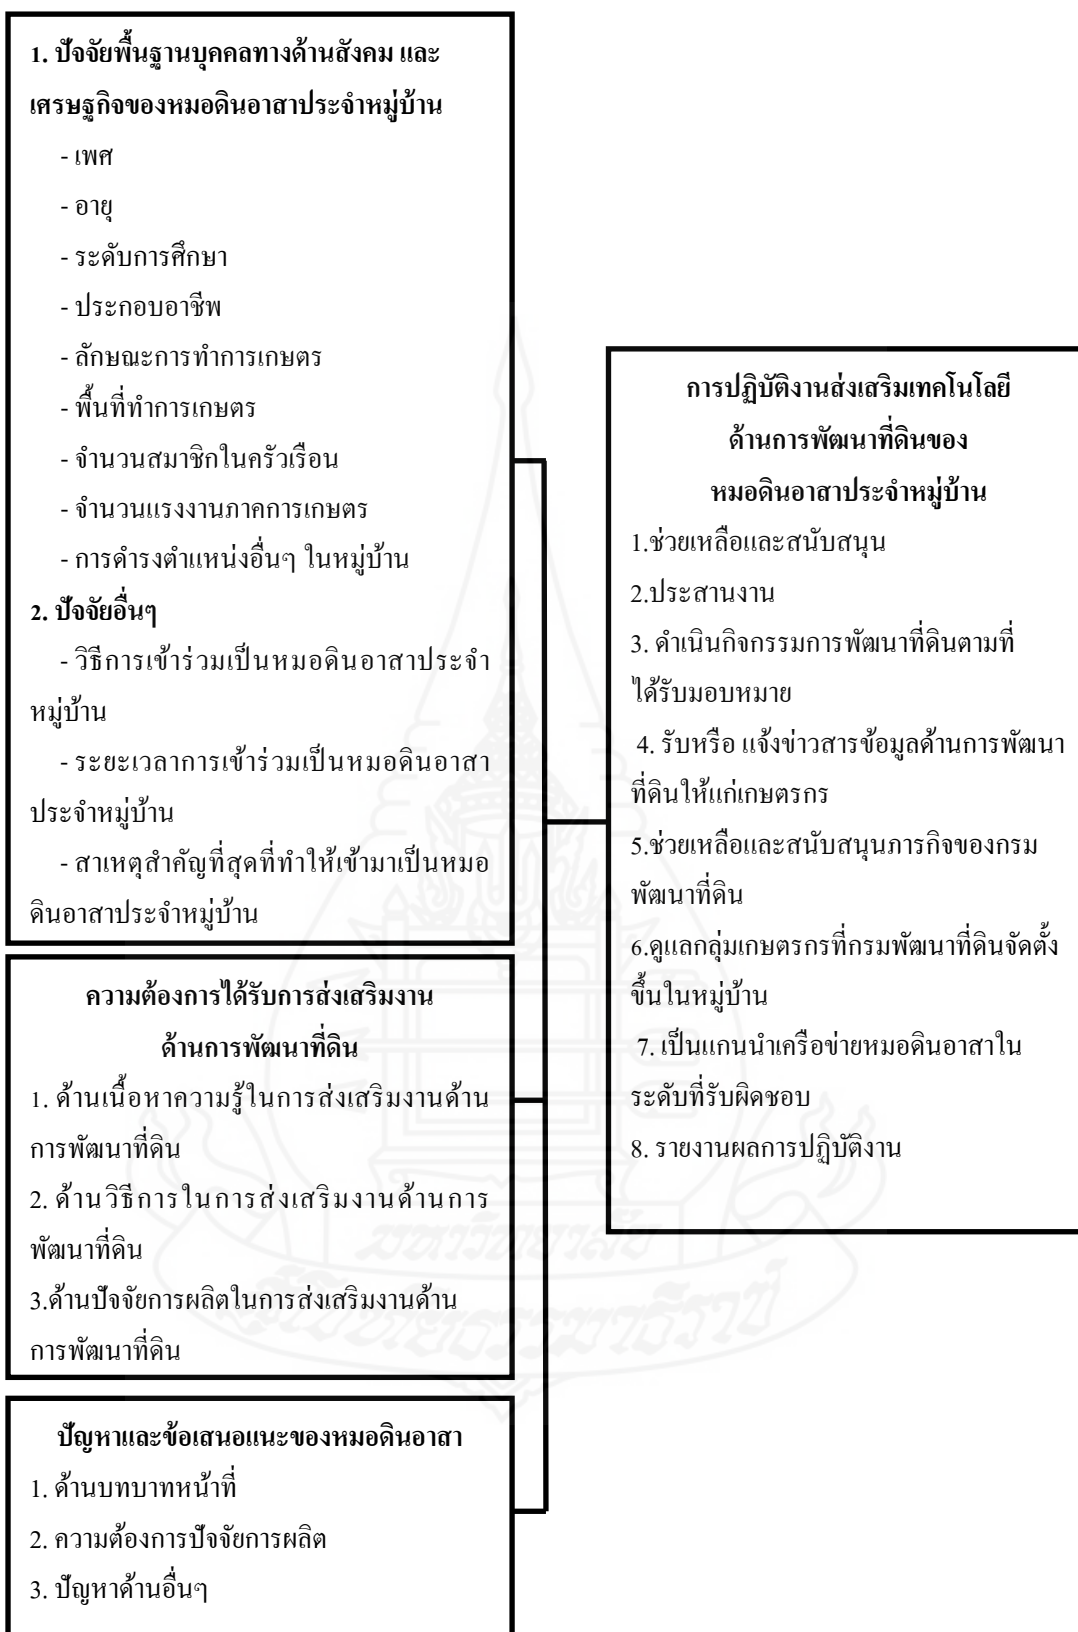 1. ปัจจัยพื้นฐานบุคคลทางด้านสังคม และ
เศรษฐกิจของหมอดินอาสาประจำหมู่บ้าน
- เพศ
- อายุ
- ระดับการศึกษา
- ประกอบอาชีพ
- ลักษณะการทำการเกษตร
- พื้นที่ทำการเกษตร
- จำนวนสมาชิกในครัวเรือน
- จำนวนแรงงานภาคการเกษตร
- การดำรงตำแหน่งอื่นๆ ในหมู่บ้าน
2. ปัจจัยอื่นๆ
- วิธีการเข้าร่วมเป็นหมอดินอาสาประจำ
หมู่บ้าน
- ระยะเวลาการเข้าร่วมเป็นหมอดินอาสา
ประจำหมู่บ้าน
- สาเหตุสำคัญที่สุดที่ทำให้เข้ามาเป็นหมอ
ดินอาสาประจำหมู่บ้าน
ความต้องการได้รับการส่งเสริมงาน
ด้านการพัฒนาที่ดิน
1. ด้านเนื้อหาความรู้ในการส่งเสริมงานด้าน
การพัฒนาที่ดิน
2. ด้านวิธีการในการส่งเสริมงานด้านการ
พัฒนาที่ดิน
3.ด้านปัจจัยการผลิตในการส่งเสริมงานด้าน
การพัฒนาที่ดิน
ปัญหาและข้อเสนอแนะของหมอดินอาสา
1. ด้านบทบาทหน้าที่
2. ความต้องการปัจจัยการผลิต
3. ปัญหาด้านอื่นๆ
การปฏิบัติงานส่งเสริมเทคโนโลยี
ด้านการพัฒนาที่ดินของ
หมอดินอาสาประจำหมู่บ้าน
1.ช่วยเหลือและสนับสนุน
2.ประสานงาน
3. ดำเนินกิจกรรมการพัฒนาที่ดินตามที่
ได้รับมอบหมาย
4. รับหรือ แจ้งข่าวสารข้อมูลด้านการพัฒนา
ที่ดินให้แก่เกษตรกร
5.ช่วยเหลือและสนับสนุนภารกิจของกรม
พัฒนาที่ดิน
6.ดูแลกลุ่มเกษตรกรที่กรมพัฒนาที่ดินจัดตั้ง
ขึ้นในหมู่บ้าน
7. เป็นแกนนำเครือข่ายหมอดินอาสาใน
ระดับที่รับผิดชอบ
8. รายงานผลการปฏิบัติงาน
มหาวิทยาลัย
สุโขทัยธรรมาธิราช